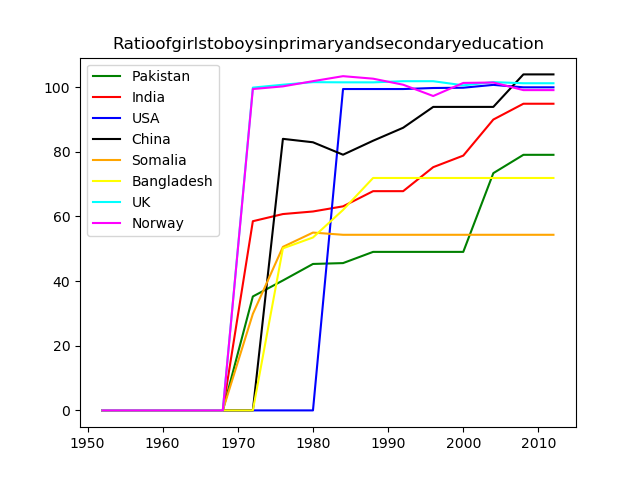 Ratioofgirlstoboysinprimaryandsecondaryeducation
100
80
60
40
20
0
Pakistan
India
USA
China
Somalia
Bangladesh
UK
Norway
1950 1960 1970 1980 1990 2000 2010